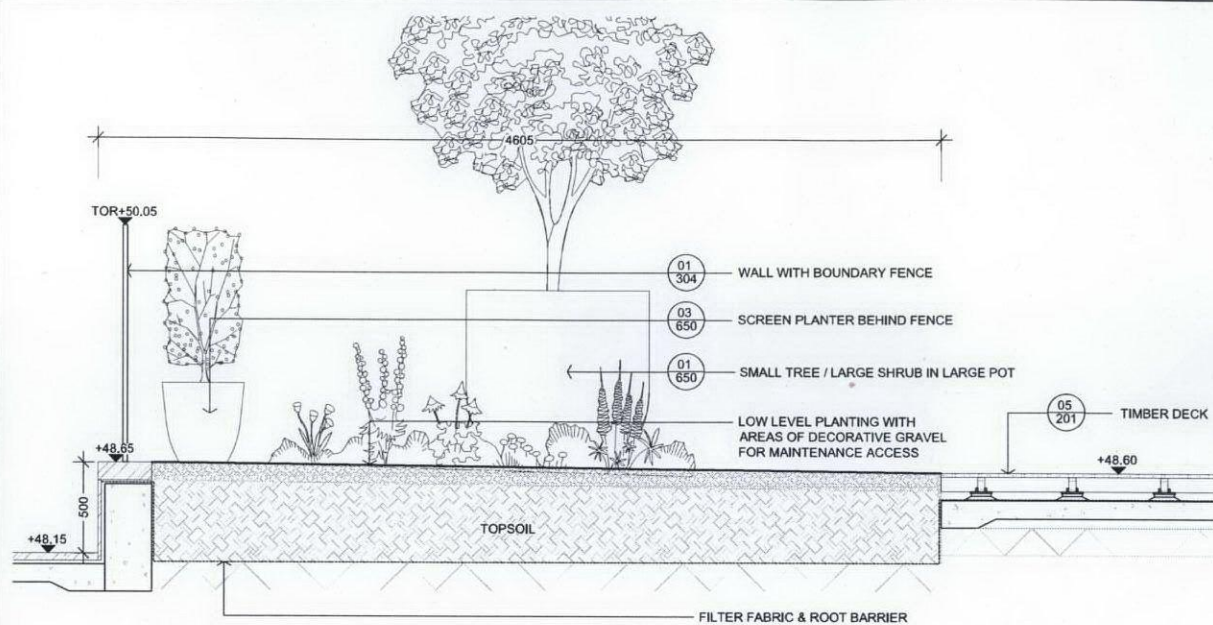 4605
TOR+50.05
01
304
WALL WITH BOUNDARY FENCE
03
650
SCREEN PLANTER BEHIND FENCE
01
650
SMALL TREE / LARGE SHRUB IN LARGE POT
05
201
TIMBER DECK
LOW LEVEL PLANTING WITH
AREAS OF DECORATIVE GRAVEL
FOR MAINTENANCE ACCESS
+48.65
+48.60
500
TOPSOIL
+48.15
FILTER FABRIC & ROOT BARRIER